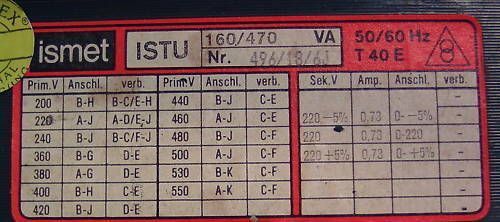 ismet ISTU 160/470 VA 50/60 Hz
Nr. 496/18/6J T 40 E
Prim.V Anschl. verb. Prim.V Anschl. verb. Sek.V Amp. Anschl. verb.
200 B-H B-C/E-H 440 B-J C-E -
220 A-J A-D/E-J 460 A-J C-F 220-5% 0,73 0--5% -
240 B-J B-C/F-J 480 B-J C-F 220 0,73 0-220 -
360 B-G D-E 500 A-J C-F 220+5% 0,73 0-+5% -
380 A-G D-E 530 B-K C-F -
400 B-H C-E 550 A-K C-F -
420 B-J D-E